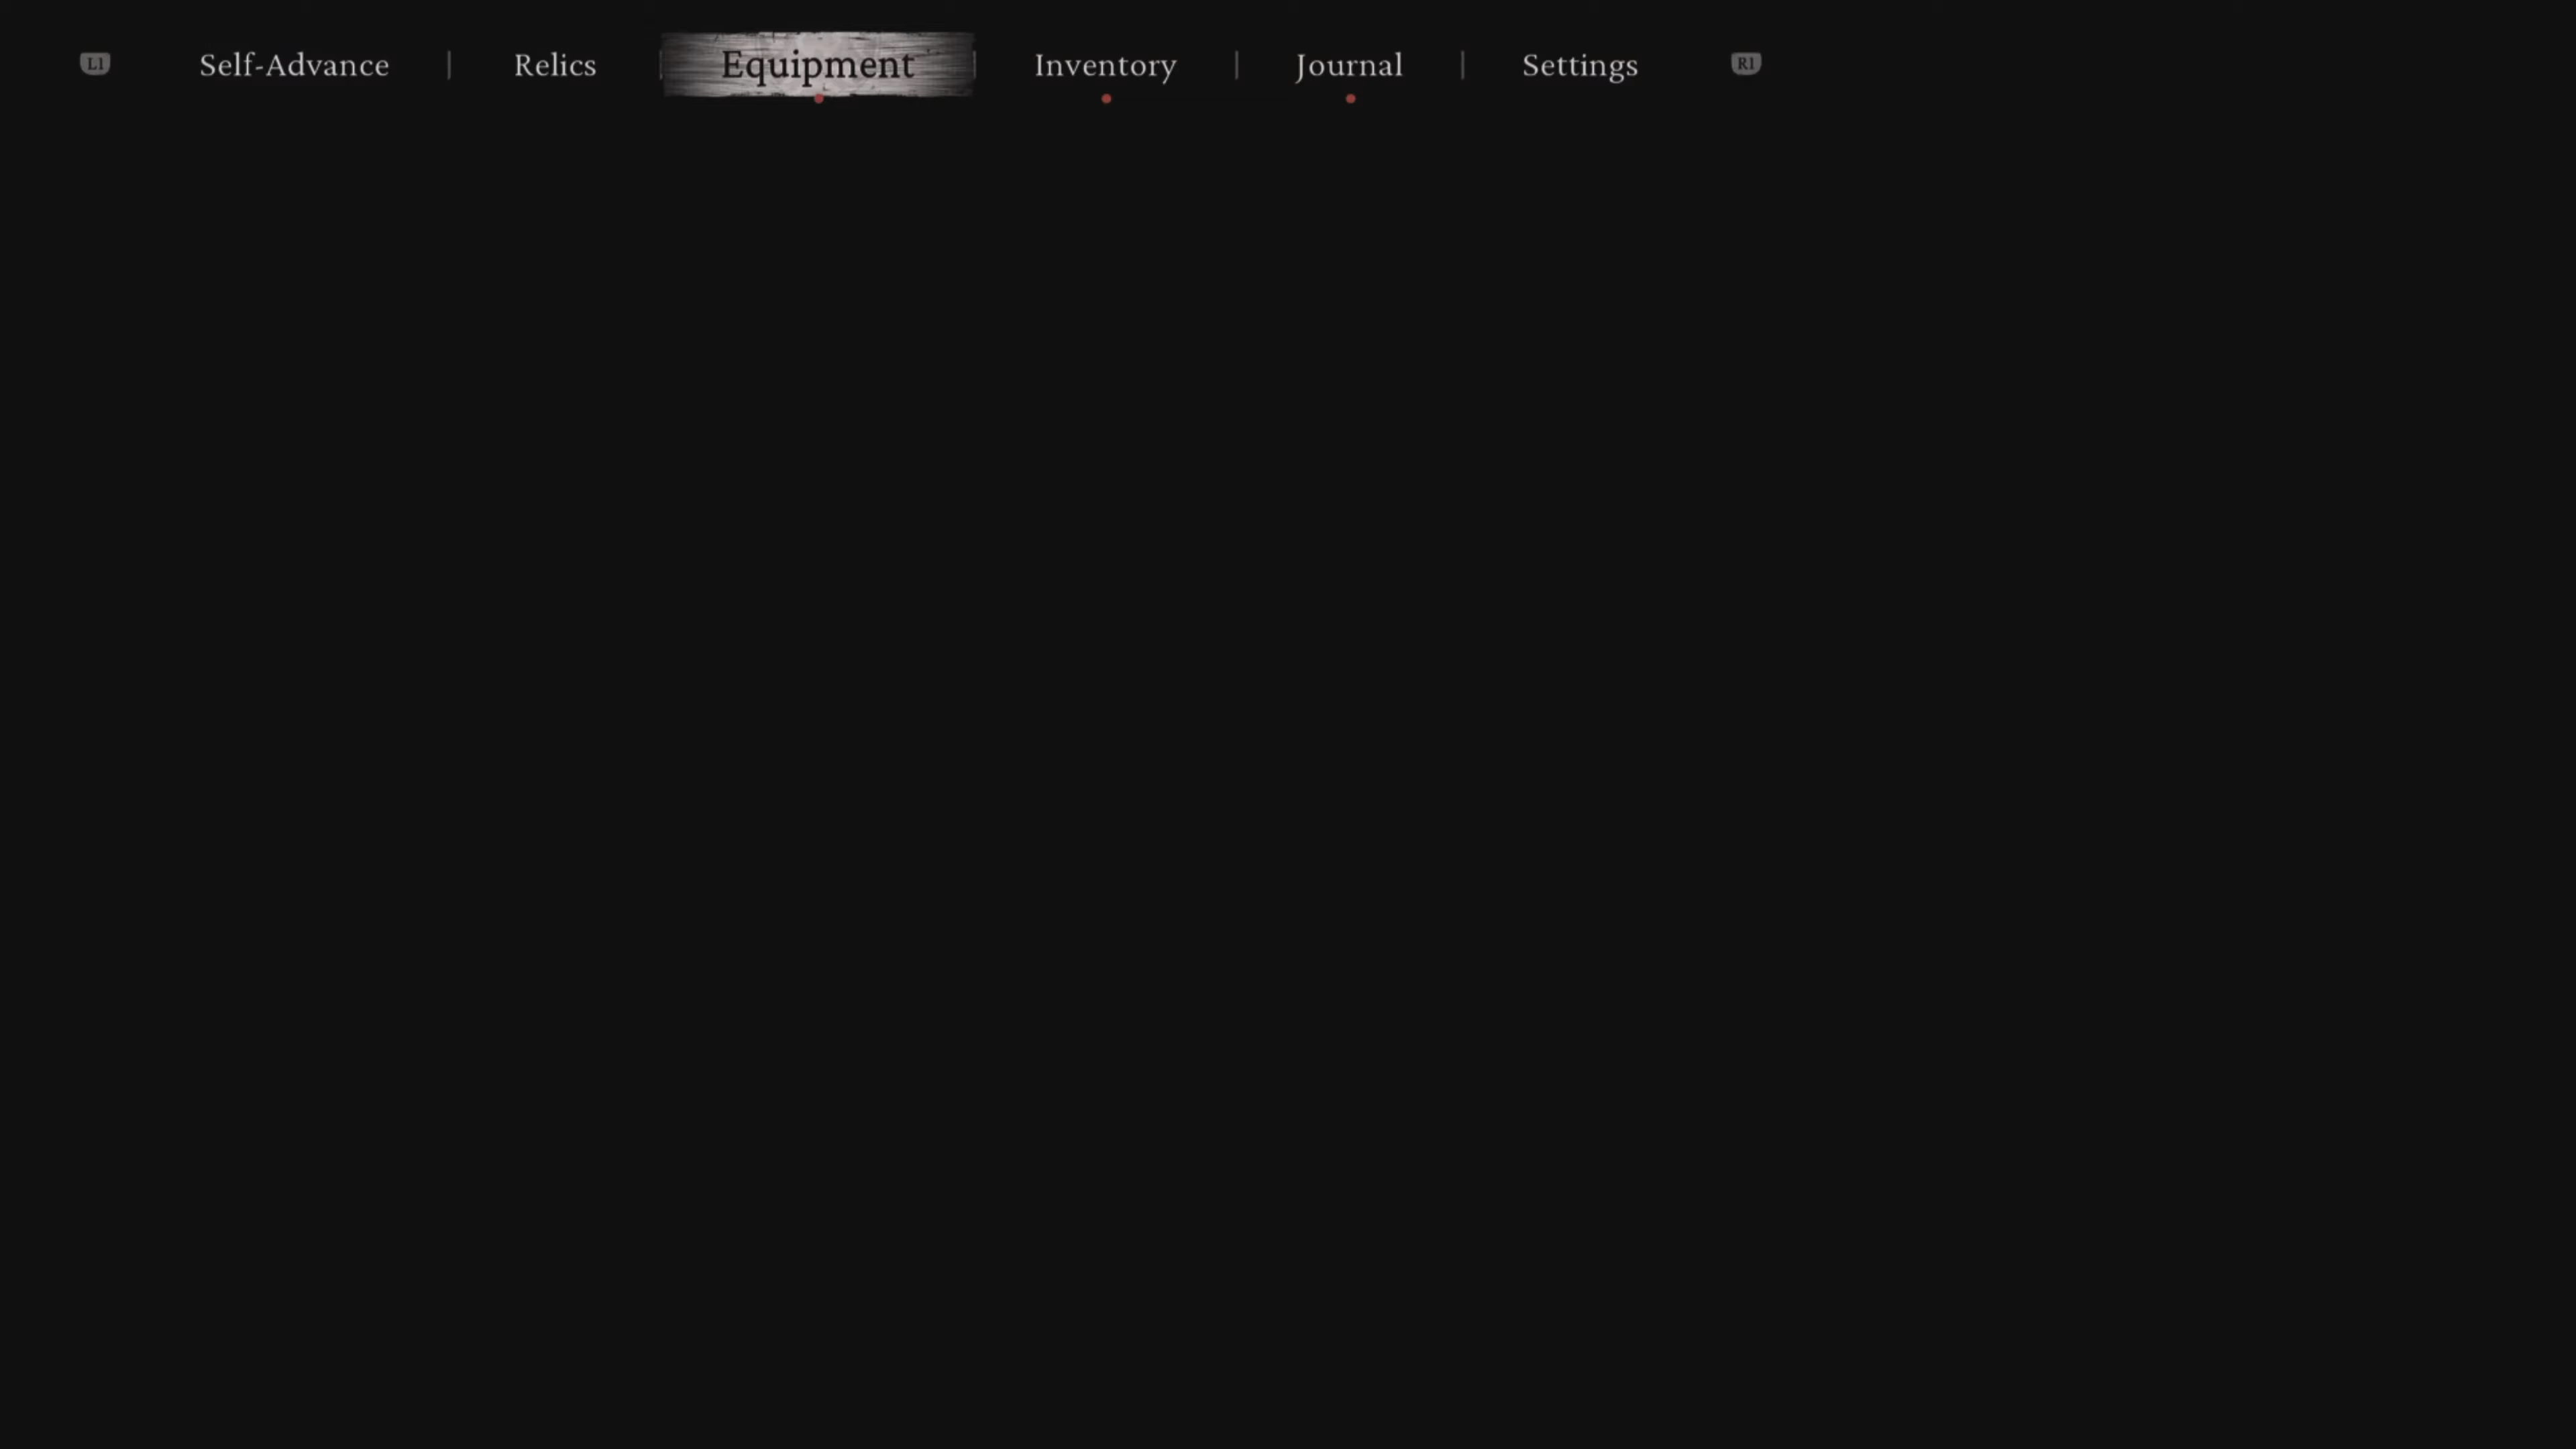 L1 Self-Advance | Relics Equipment Inventory | Journal | Settings R1